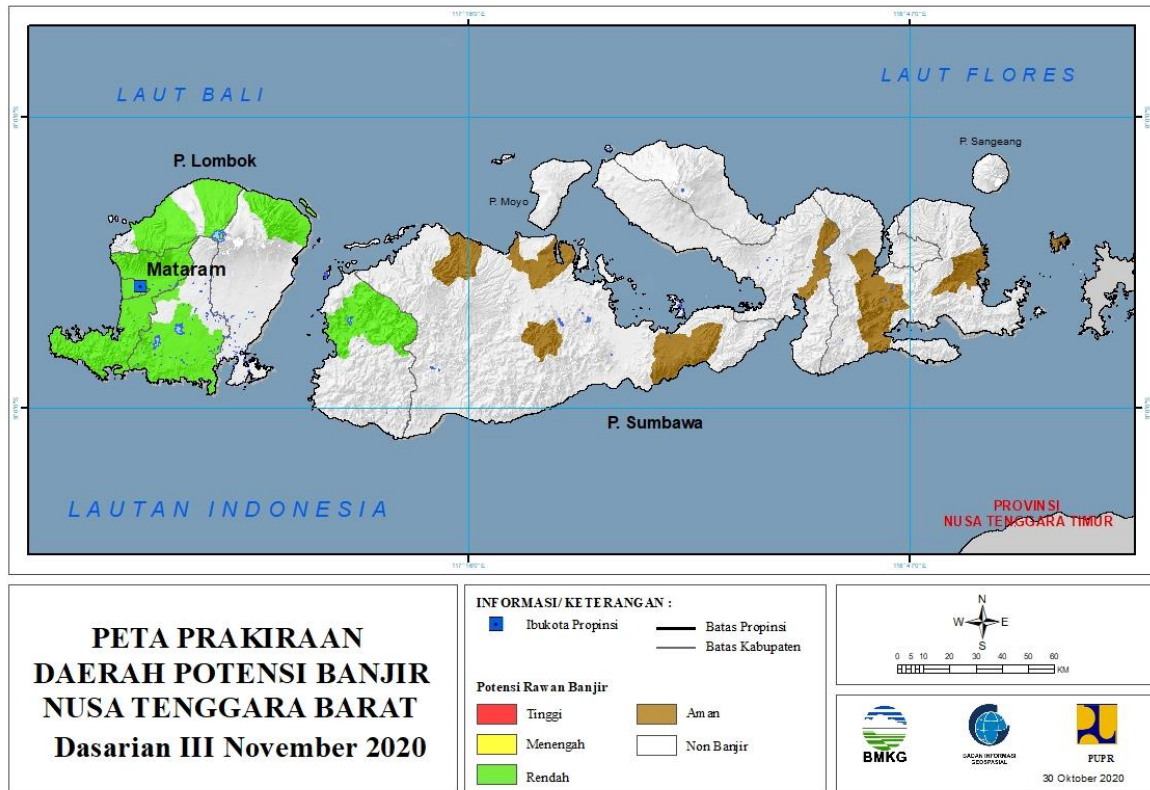 LAUT BALI
LAUT FLORES
P. Sangeang
P. Lombok
P. Moyo
Mataram
P. Sumbawa
LAUTAN INDONESIA
PROVINSI
NUSA TENGGARA TIMUR
PETA PRAKIRAAN
DAERAH POTENSI BANJIR
NUSA TENGGARA BARAT
Dasarian III November 2020
INFORMASI/ KETERANGAN :
Ibukota Propinsi
Batas Propinsi
Batas Kabupaten
Potensi Rawan Banjir
Tinggi
Aman
Menengah
Non Banjir
Rendah
N
W E
S
0 5 10 20 30 40 50 60
KM
BMKG
BADAN INFORMASI
GEOSPASIAL
PUPR
30 Oktober 2020